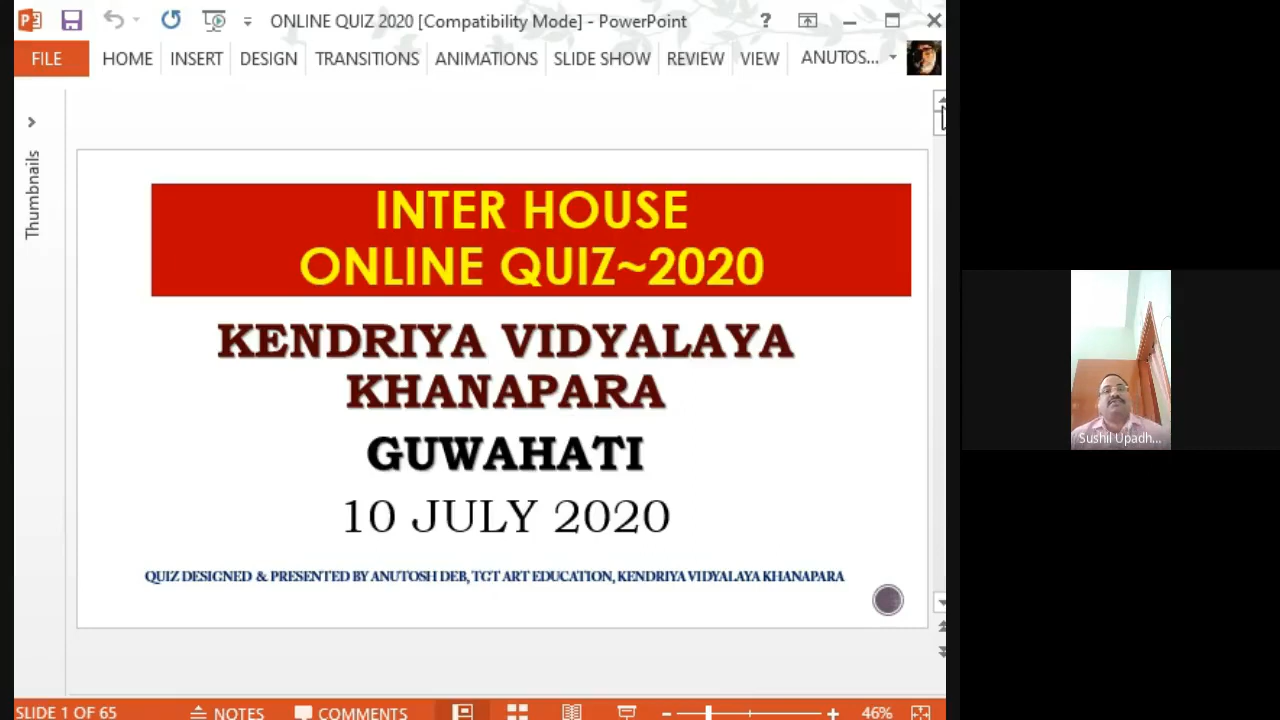 ONLINE QUIZ 2020 [Compatibility Mode] - PowerPoint
?
FILE HOME INSERT DESIGN TRANSITIONS ANIMATIONS SLIDE SHOW REVIEW VIEW ANUTOS...
Thumbnails
INTER HOUSE
ONLINE QUIZ~2020
KENDRIYA VIDYALAYA
KHANAPARA
GUWAHATI
10 JULY 2020
QUIZ DESIGNED & PRESENTED BY ANUTOSH DEB, TGT ART EDUCATION, KENDRIYA VIDYALAYA KHANAPARA
Sushil Upadh...
SLIDE 1 OF 65 NOTES COMMENTS 46%